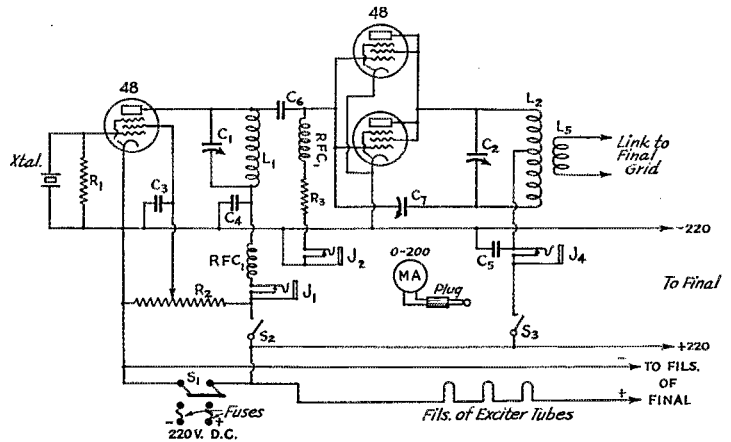 48
48
Xtal.
R₁
C₃
C₁
L₁
C₄
C₆
RFC₁
R₃
C₂
L₂
L₅
Link to
Final
Grid
C₇
-220
RFC₁
J₂
0-200
MA
Plug
C₅
J₄
To Final
R₂
J₁
S₂
S₃
+220
-
TO FILS.
OF
FINAL
+
S₁
- Fuses +
220 V. D.C.
Fils. of Exciter Tubes